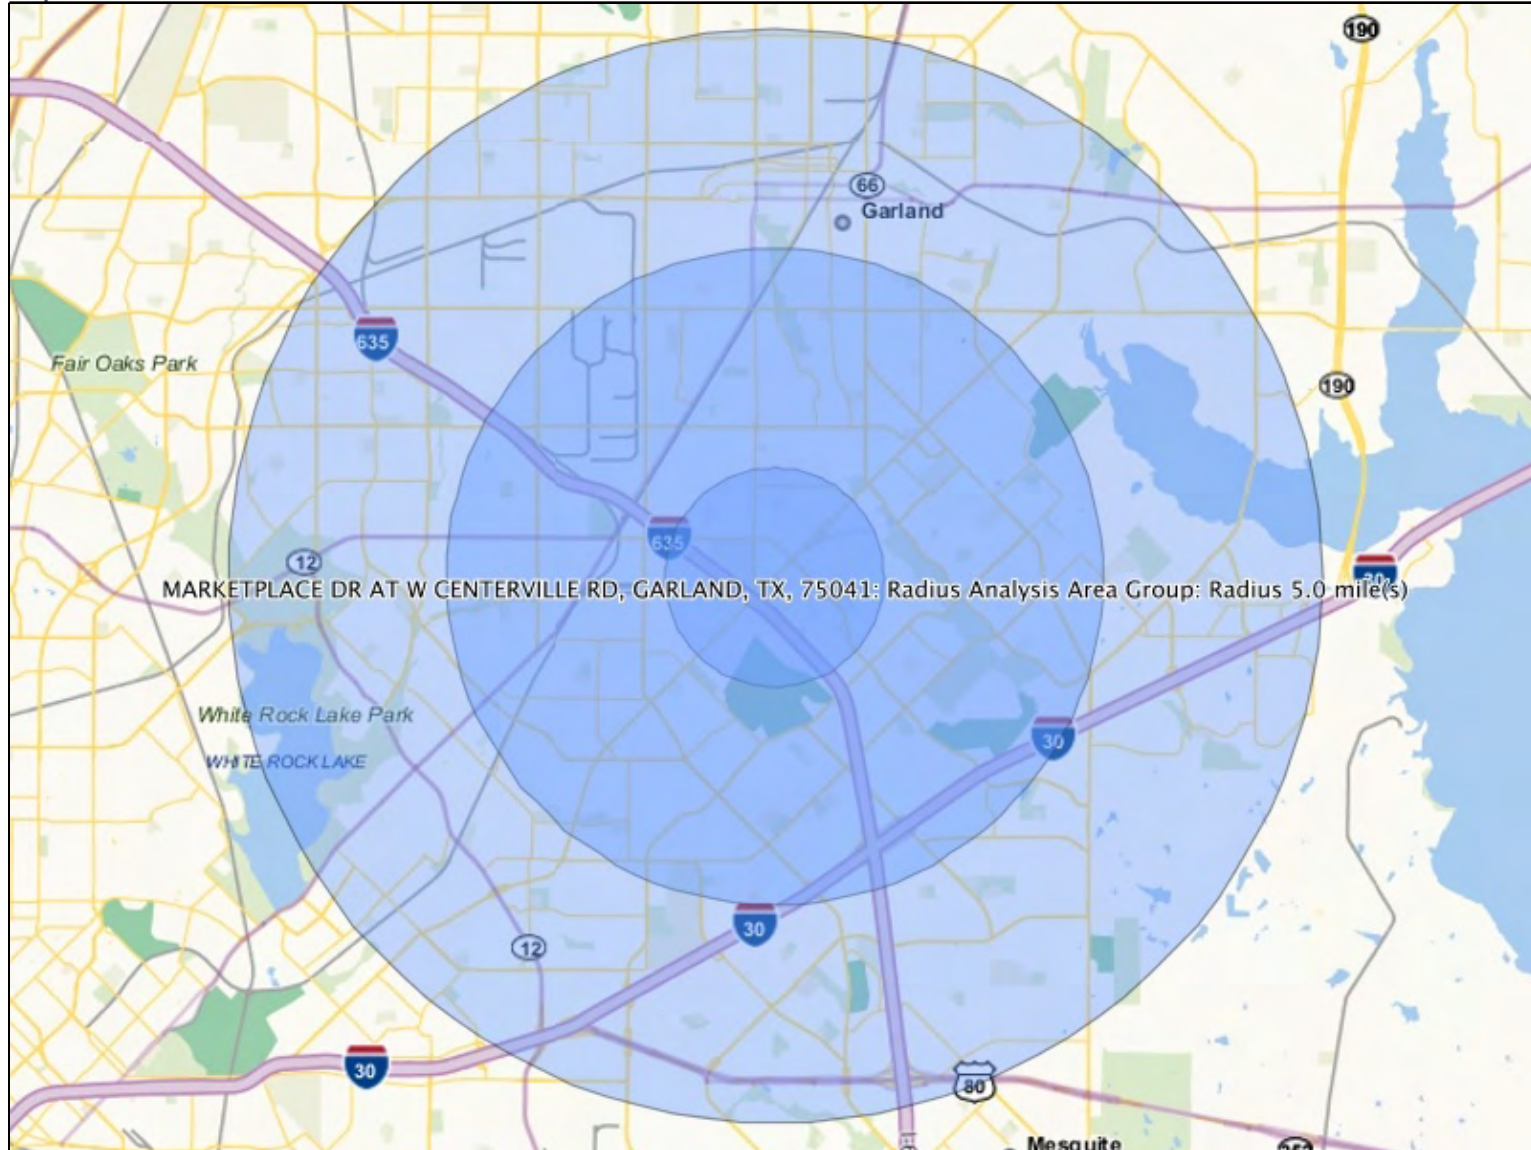 190
66
Garland
635
Fair Oaks Park
190
635
12
MARKETPLACE DR AT W CENTERVILLE RD, GARLAND, TX, 75041: Radius Analysis Area Group: Radius 5.0 mile(s)
White Rock Lake Park
30
WHITE ROCK LAKE
30
12
30
80
Mesquite